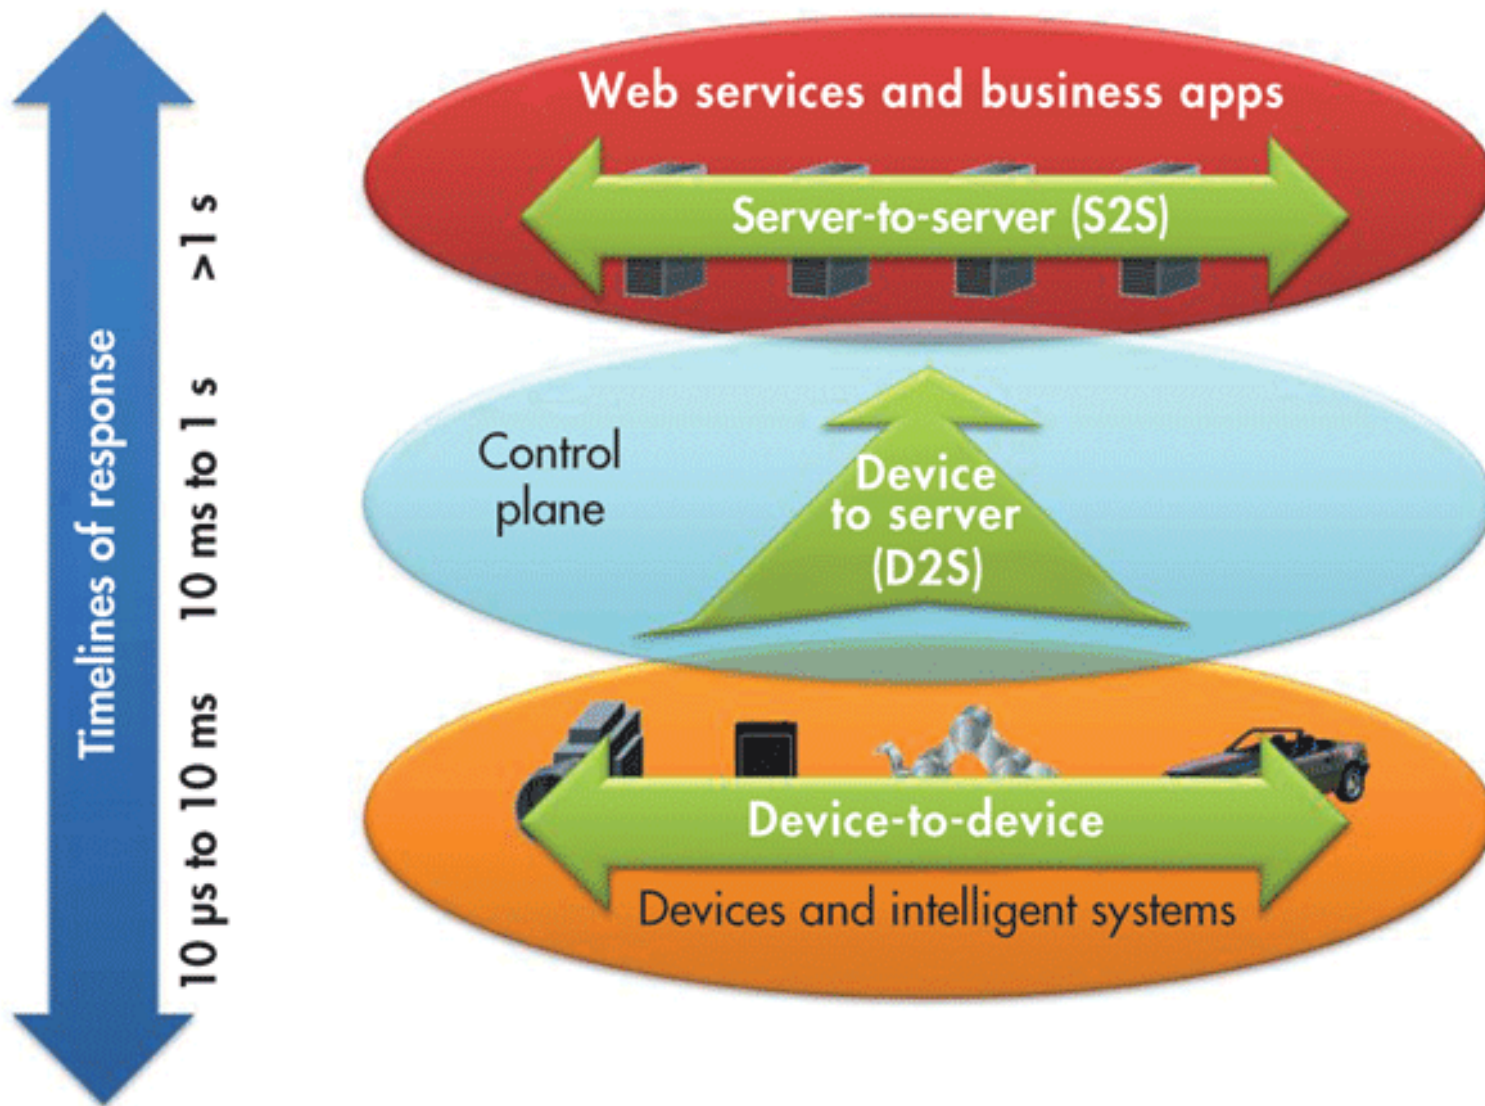 Web services and business apps
Server-to-server (S2S)
Control
plane
Device
to server
(D2S)
Device-to-device
Devices and intelligent systems
Timelines of response
>1 s
10 ms to 1 s
10 µs to 10 ms